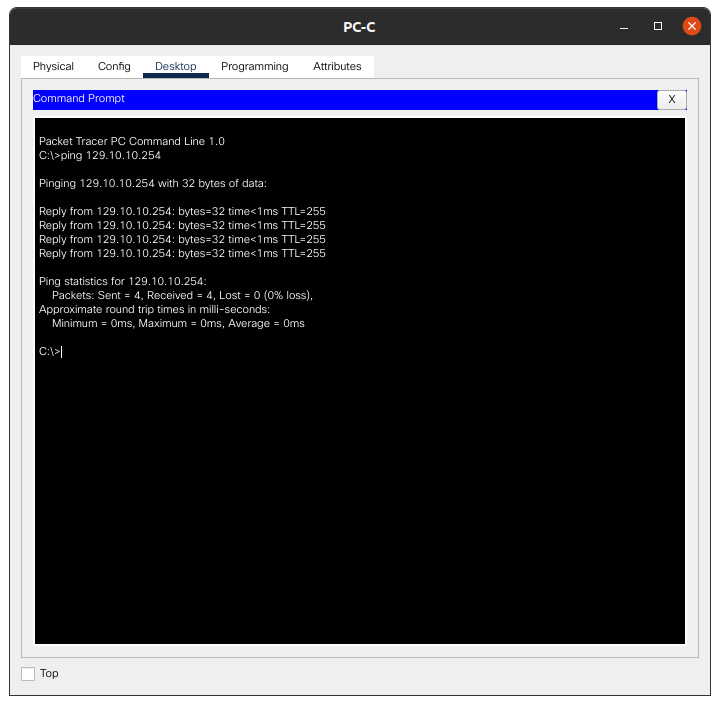 PC-C
Physical Config Desktop Programming Attributes
Command Prompt X
Packet Tracer PC Command Line 1.0
C:\>ping 129.10.10.254
Pinging 129.10.10.254 with 32 bytes of data:
Reply from 129.10.10.254: bytes=32 time<1ms TTL=255
Reply from 129.10.10.254: bytes=32 time<1ms TTL=255
Reply from 129.10.10.254: bytes=32 time<1ms TTL=255
Reply from 129.10.10.254: bytes=32 time<1ms TTL=255
Ping statistics for 129.10.10.254:
Packets: Sent = 4, Received = 4, Lost = 0 (0% loss),
Approximate round trip times in milli-seconds:
Minimum = 0ms, Maximum = 0ms, Average = 0ms
C:\>
Top